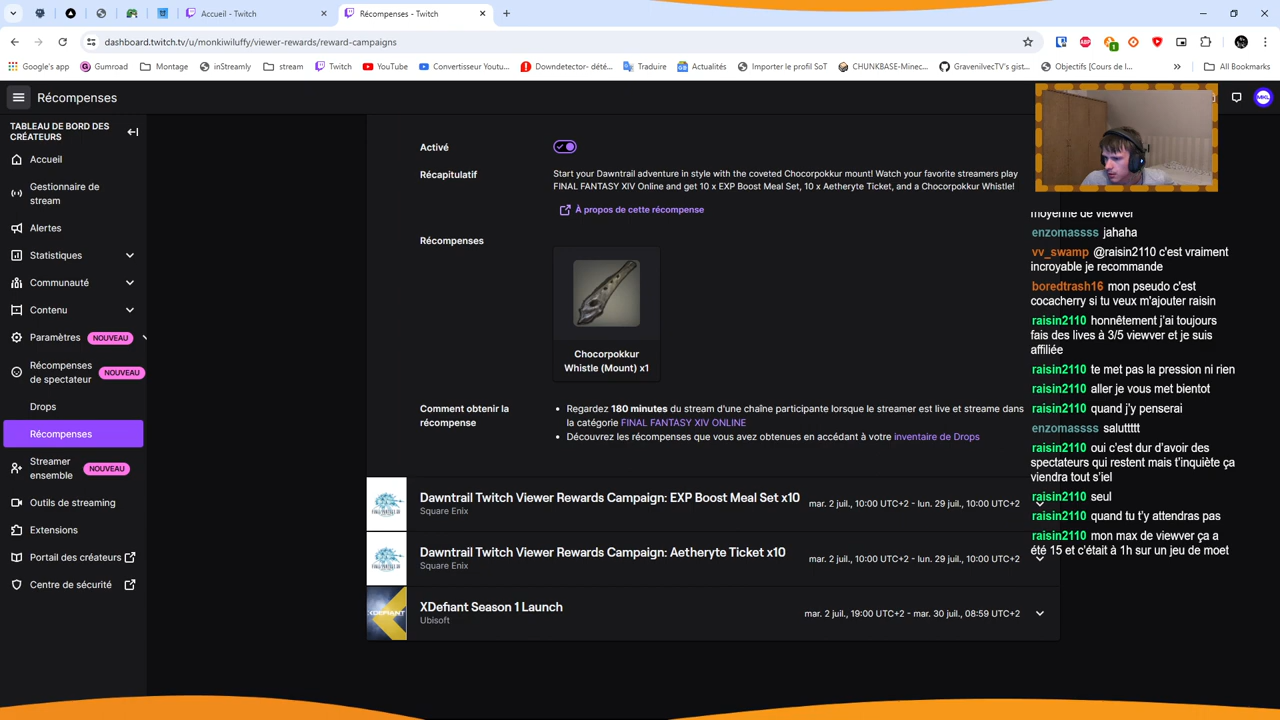 Accueil - Twitch
Récompenses - Twitch
dashboard.twitch.tv/u/monkiwiluffy/viewer-rewards/reward-campaigns
Google's app
Gumroad
Montage
inStreamly
stream
Twitch
YouTube
Convertisseur Youtu...
Downdetector- déte...
Traduire
Actualités
Importer le profil SoT
CHUNKBASE-Minec...
GravenilvecTV's gist...
Objectifs [Cours de l...
All Bookmarks
Récompenses
MKL
TABLEAU DE BORD DES
CRÉATEURS
Accueil
Gestionnaire de
stream
Alertes
Statistiques
Communauté
Contenu
Paramètres NOUVEAU
Récompenses
de spectateur NOUVEAU
Drops
Récompenses
Streamer
ensemble NOUVEAU
Outils de streaming
Extensions
Portail des créateurs
Centre de sécurité
Activé
Récapitulatif
Start your Dawntrail adventure in style with the coveted Chocorpokkur mount! Watch your favorite streamers play
FINAL FANTASY XIV Online and get 10 x EXP Boost Meal Set, 10 x Aetheryte Ticket, and a Chocorpokkur Whistle!
À propos de cette récompense
Récompenses
Chocorpokkur
Whistle (Mount) x1
Comment obtenir la
récompense
• Regardez 180 minutes du stream d'une chaîne participante lorsque le streamer est live et streame dans
la catégorie FINAL FANTASY XIV ONLINE
• Découvrez les récompenses que vous avez obtenues en accédant à votre inventaire de Drops
Dawntrail Twitch Viewer Rewards Campaign: EXP Boost Meal Set x10
Square Enix
mar. 2 juil., 10:00 UTC+2 - lun. 29 juil., 10:00 UTC+2
Dawntrail Twitch Viewer Rewards Campaign: Aetheryte Ticket x10
Square Enix
mar. 2 juil., 10:00 UTC+2 - lun. 29 juil., 10:00 UTC+2
XDEFIANT
XDefiant Season 1 Launch
Ubisoft
mar. 2 juil., 19:00 UTC+2 - mar. 30 juil., 08:59 UTC+2
moyenne de viewver
enzomassss jahaha
vv_swamp @raisin2110 c'est vraiment
incroyable je recommande
boredtrash16 mon pseudo c'est
cocacherry si tu veux m'ajouter raisin
raisin2110 honnêtement j'ai toujours
fais des lives à 3/5 viewver et je suis
affiliée
raisin2110 te met pas la pression ni rien
raisin2110 aller je vous met bientot
raisin2110 quand j'y penserai
enzomassss saluttttt
raisin2110 oui c'est dur d'avoir des
spectateurs qui restent mais t'inquiète ça
viendra tout s'iel
raisin2110 seul
raisin2110 quand tu t'y attendras pas
raisin2110 mon max de viewver ça a
été 15 et c'était à 1h sur un jeu de moet